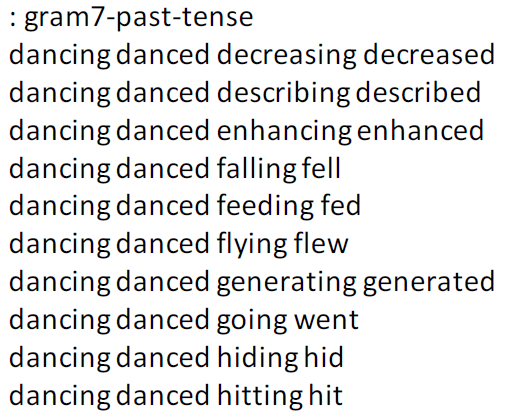 : gram7-past-tense
dancing danced decreasing decreased
dancing danced describing described
dancing danced enhancing enhanced
dancing danced falling fell
dancing danced feeding fed
dancing danced flying flew
dancing danced generating generated
dancing danced going went
dancing danced hiding hid
dancing danced hitting hit